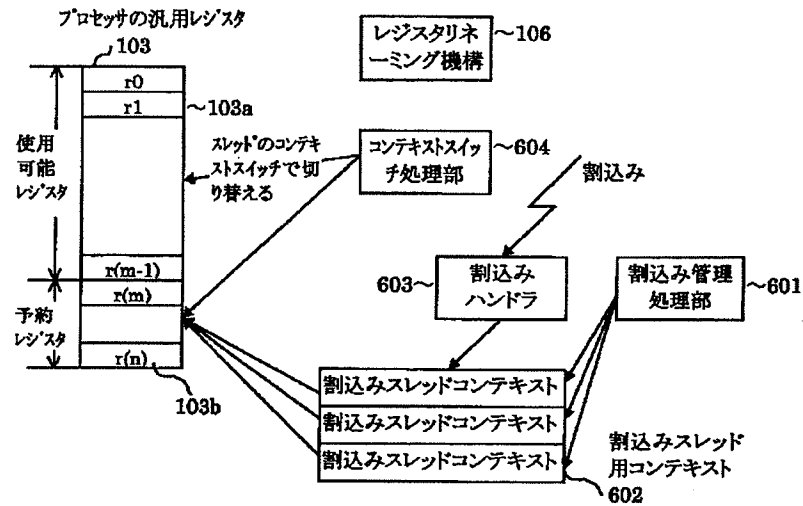 プロセッサの汎用レジスタ
103
r0
r1
103a
使用
可能
レジスタ
r(m-1)
r(m)
予約
レジスタ
r(n)
103b
レジスタリネ
ーミング機構
106
スレッドのコンテキ
ストスイッチで切
り替える
コンテキストスイッ
チ処理部
604
割込み
603
割込み
ハンドラ
割込み管理
処理部
601
割込みスレッドコンテキスト
割込みスレッドコンテキスト
割込みスレッドコンテキスト
割込みスレッド
用コンテキスト
602